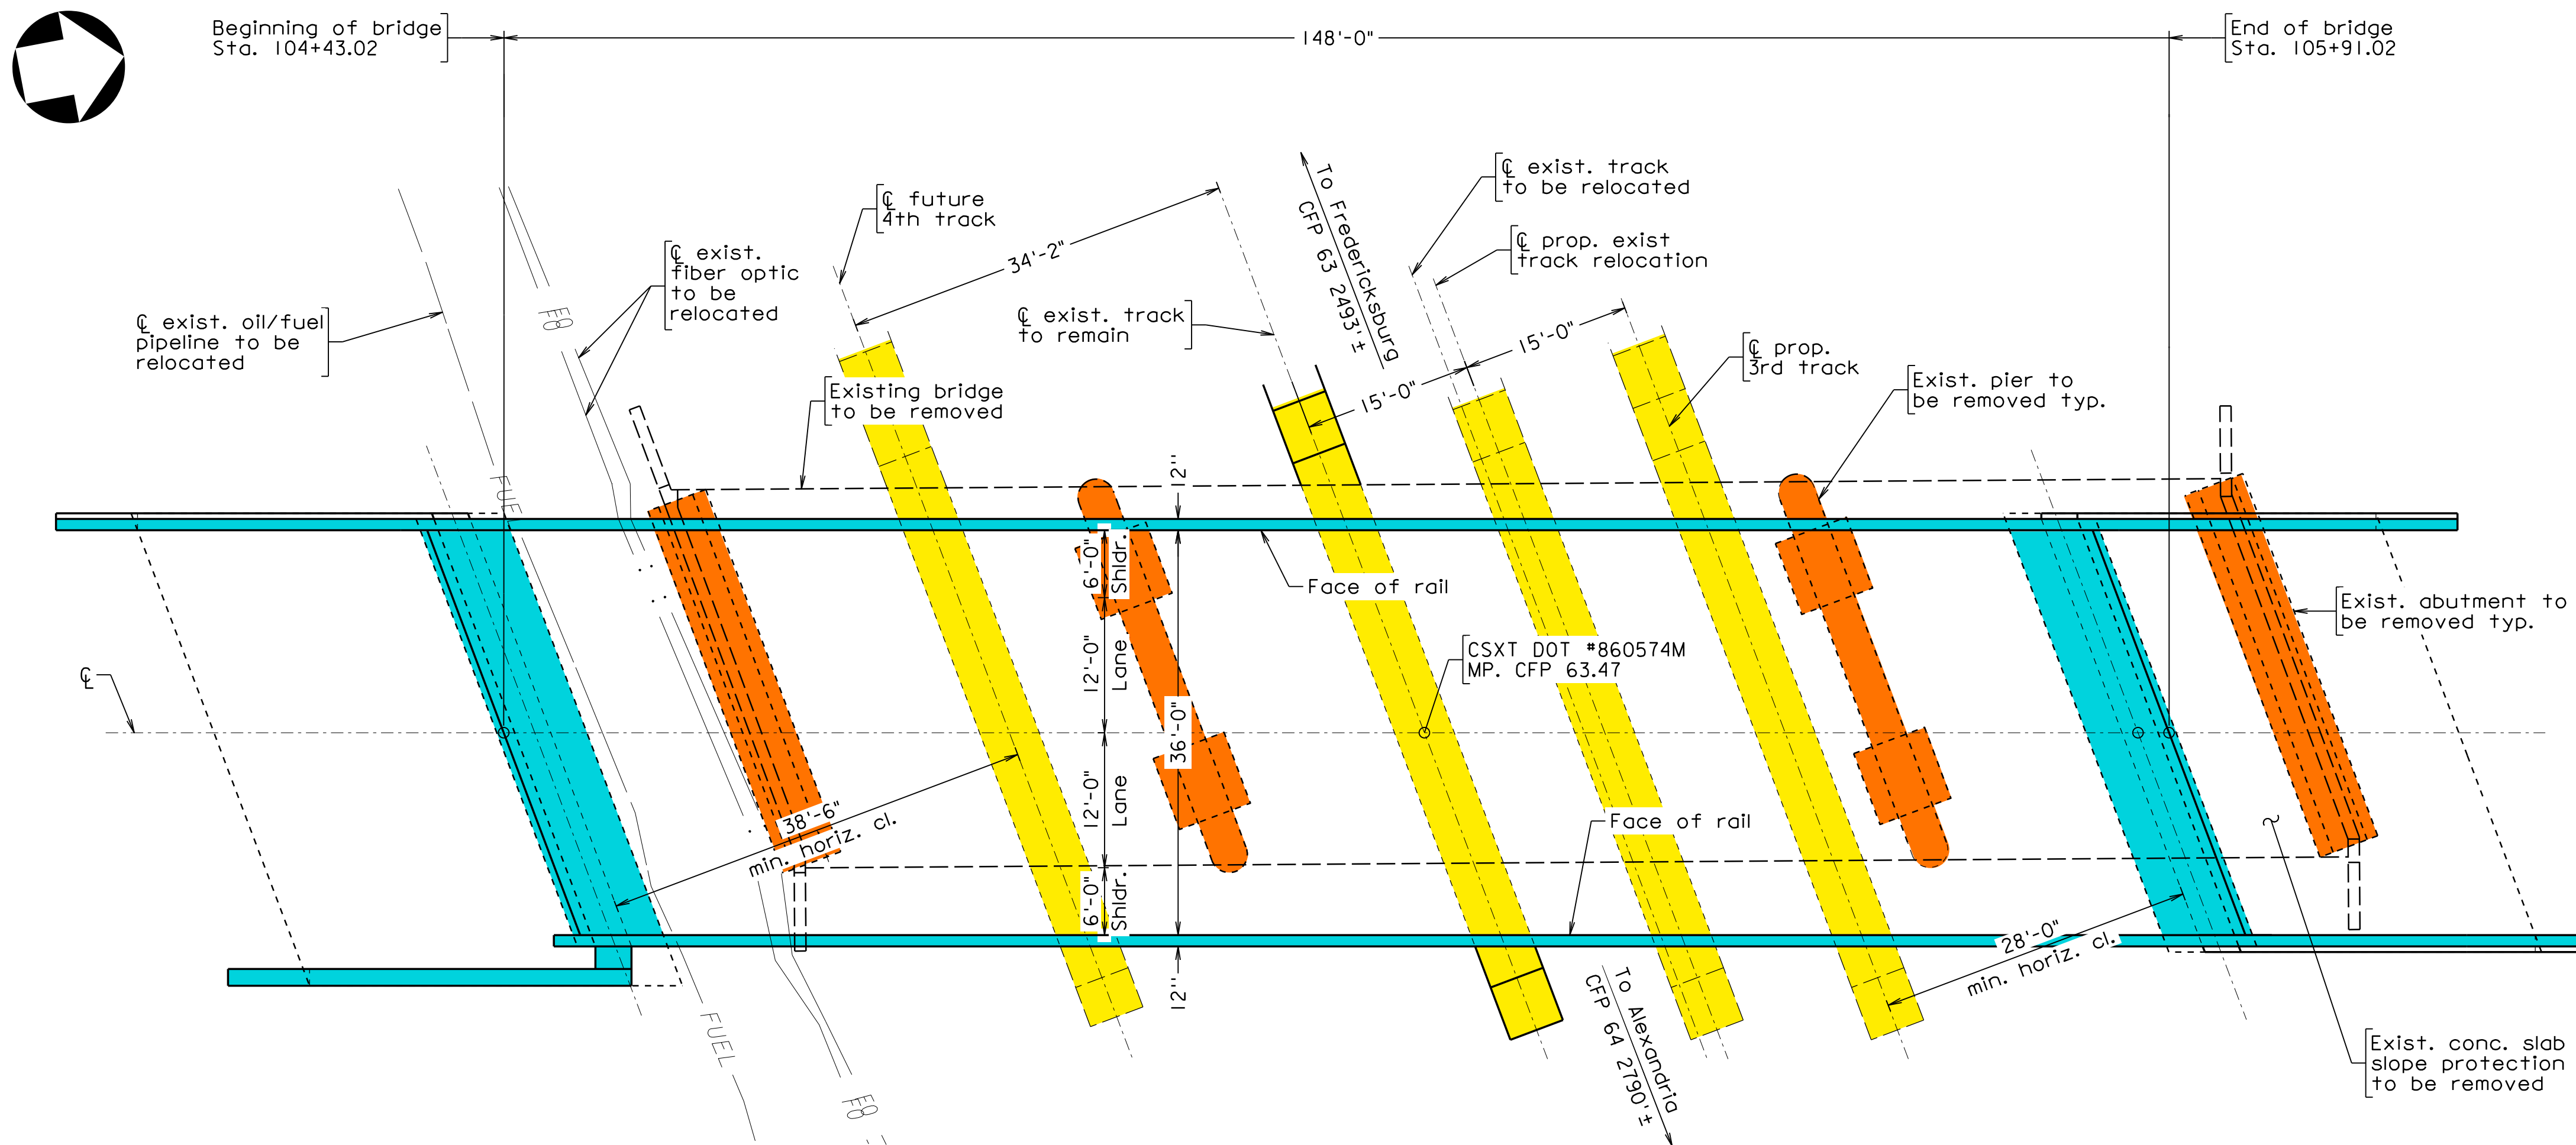 Beginning of bridge
Sta. 104+43.02
148'-0"
End of bridge
Sta. 105+91.02
℄ future
4th track
34'-2"
To Fredericksburg
CFP 63 2493'±
℄ exist. track
to be relocated
℄ prop. exist
track relocation
℄ exist.
fiber optic
to be
relocated
FO
℄ exist. oil/fuel
pipeline to be
relocated
℄ exist. track
to remain
15'-0"
15'-0"
℄ prop.
3rd track
Exist. pier to
be removed typ.
Existing bridge
to be removed
FUEL
12"
6'-0"
Shldr.
Face of rail
Exist. abutment to
be removed typ.
12'-0"
Lane
36'-0"
CSXT DOT #860574M
MP. CFP 63.47
℄
12'-0"
Lane
38'-6"
min. horiz. cl.
Face of rail
6'-0"
Shldr.
28'-0"
min. horiz. cl.
12"
To Alexandria
CFP 64 2790'±
FUEL
FO
FO
Exist. conc. slab
slope protection
to be removed